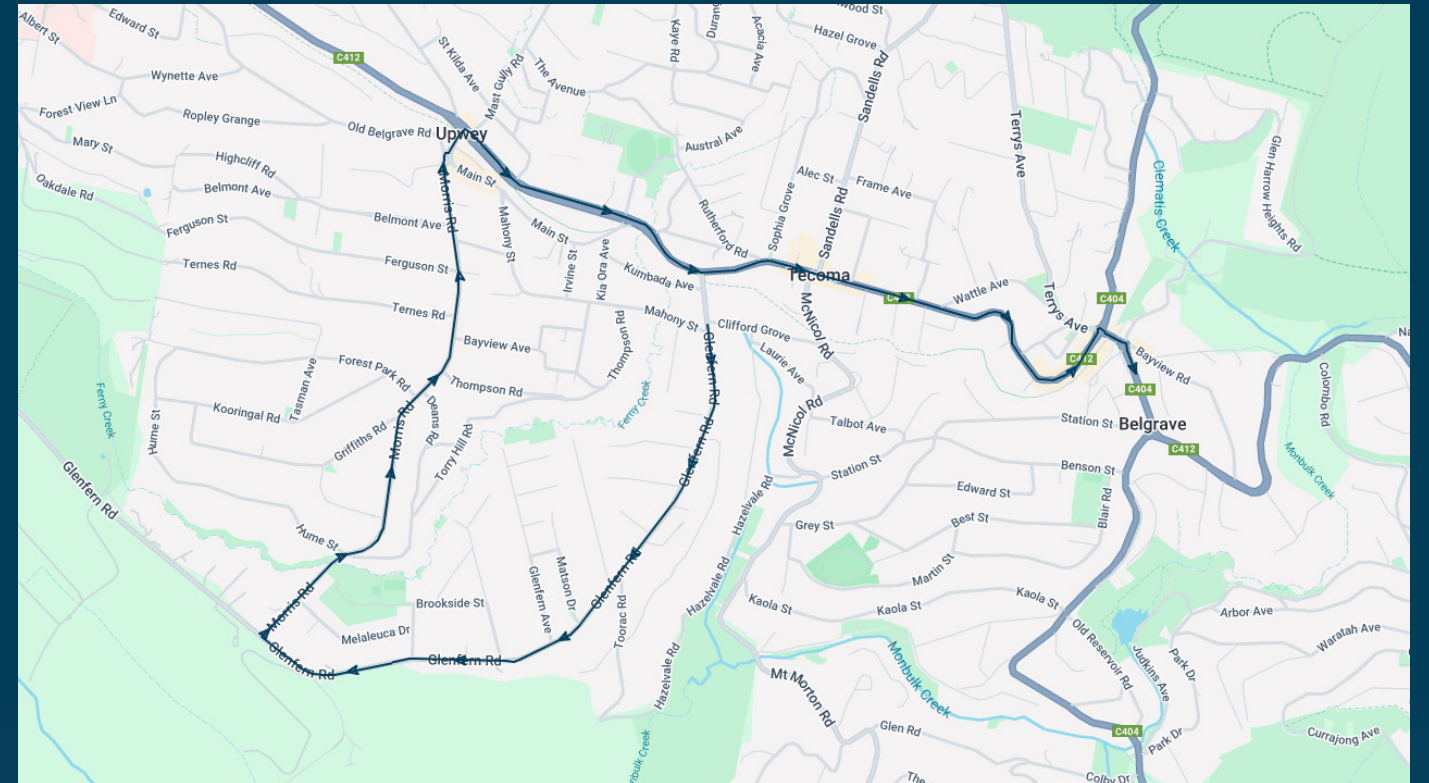 Albert St
Edward St
C412
St Kilda Ave
Mast Gully Rd
The Avenue
Kaye Rd
Acacia Ave
Hazel Grove
Sandells Rd
Wynette Ave
Forest View Ln
Ropley Grange
Old Belgrave Rd
Upwey
Austral Ave
Terrys Ave
Glen Harrow Heights Rd
Clematis Creek
Mary St
Highcliff Rd
Main St
Morris Rd
Oakdale Rd
Belmont Ave
Alec St
Frame Ave
Ferguson St
Belmont Ave
Mahony St
Main St
Rutherford Rd
Sophia Grove
Sandells Rd
Ternes Rd
Ferguson St
Irvine St
Kia Ora Ave
Kumbada Ave
Tecoma
Wattle Ave
Terrys Ave
C404
Ternes Rd
Mahony St
Clifford Grove
McNicol Rd
Bayview Ave
Thompson Rd
Glenfern Rd
Laurie Ave
C412
Bayview Rd
Forest Park Rd
Tasman Ave
Thompson Rd
C404
Colombo Rd
Ferny Creek
Hume St
Kooringal Rd
Griffiths Rd
Morris Rd
Deans Rd
Torry Hill Rd
Ferny Creek
Glenfern Rd
McNicol Rd
Talbot Ave
Station St
Belgrave
C412
Glenfern Rd
Station St
Benson St
Monbulk Creek
Edward St
Blair Rd
Hazelvale Rd
Grey St
Best St
Hume St
Martin St
Glenfern Rd
Glenfern Ave
Matson Dr
Hazelvale Rd
Morris Rd
Brookside St
Toorac Rd
Kaola St
Kaola St
Kaola St
Arbor Ave
Melaleuca Dr
Old Reservoir Rd
Judkins Ave
Park Dr
Waratah Ave
Glenfern Rd
Glenfern Rd
Hazelvale Rd
Mt Morton Rd
Monbulk Creek
Glen Rd
C404
Park Dr
Currajong Ave
Colby Dr
The